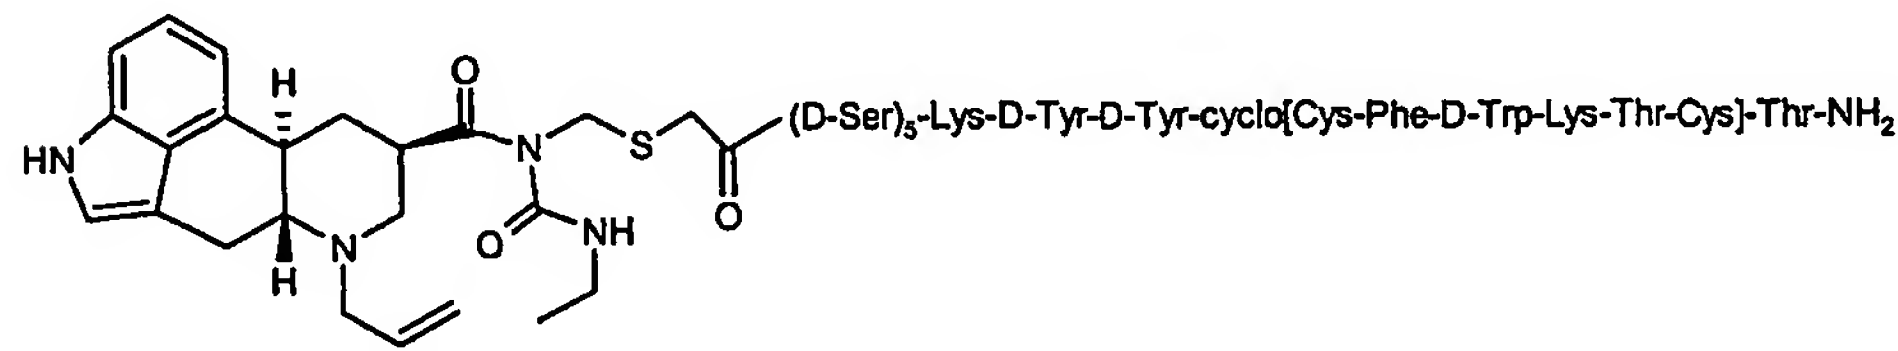 O
H
(D-Ser)5-Lys-D-Tyr-D-Tyr-cyclo[Cys-Phe-D-Trp-Lys-Thr-Cys]-Thr-NH2
N
S
HN
O
O
NH
N
H